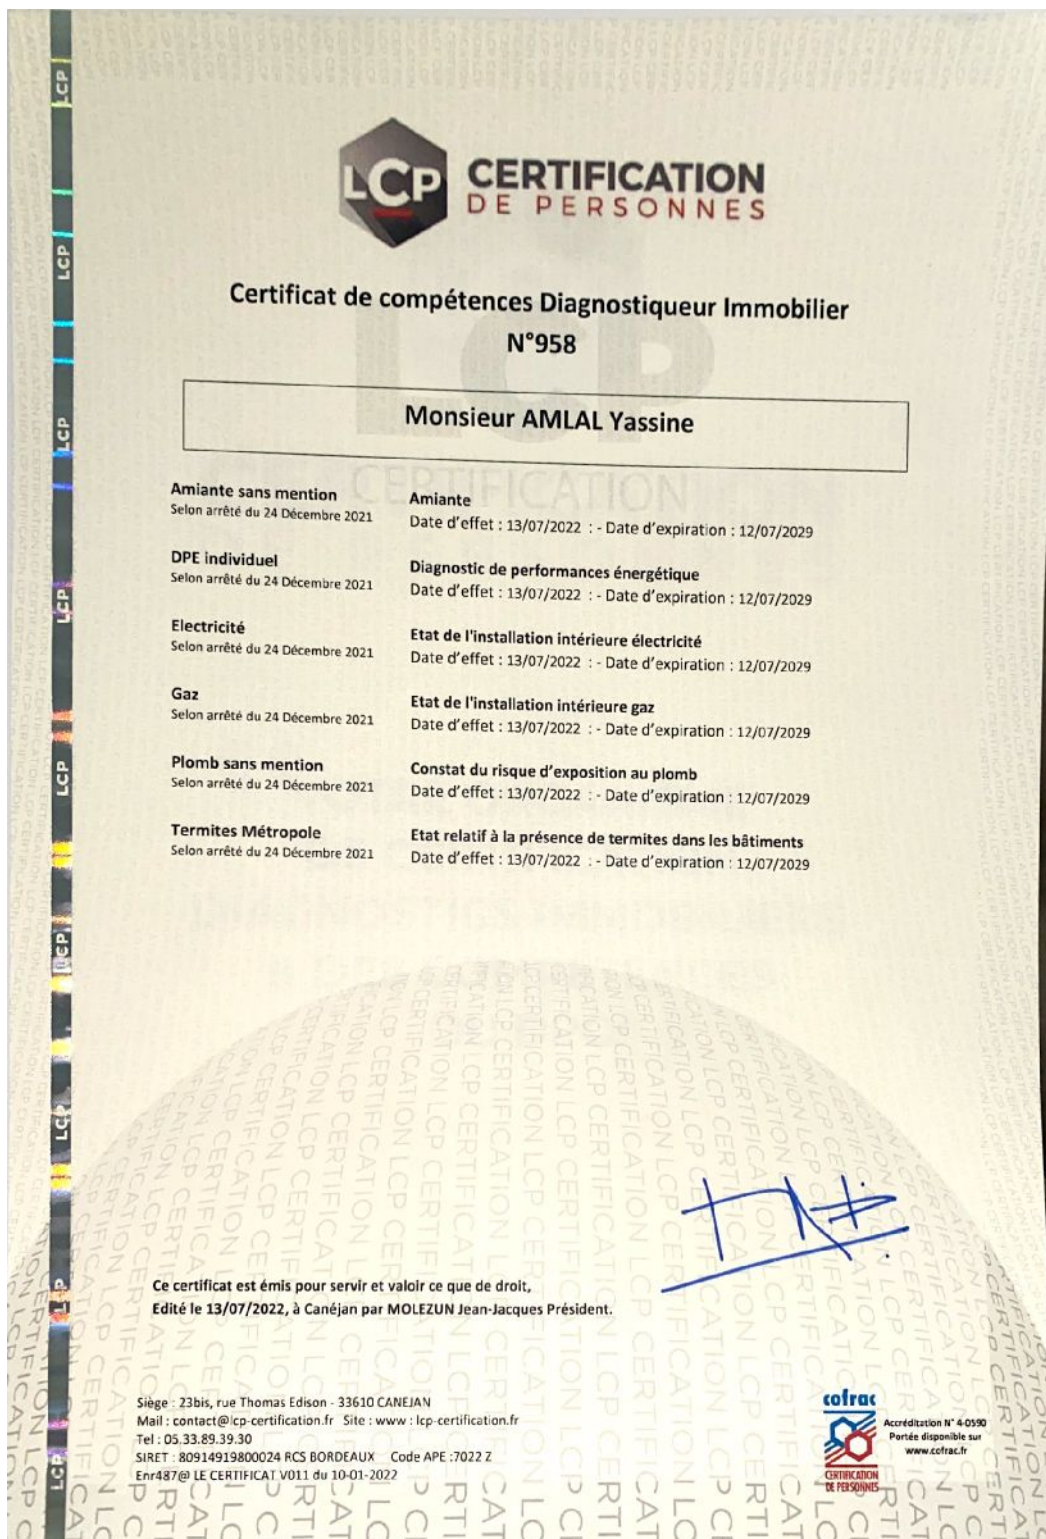 LCP CERTIFICATION
DE PERSONNES
Certificat de compétences Diagnostiqueur Immobilier
N°958
Monsieur AMLAL Yassine
Amiante sans mention
Selon arrêté du 24 Décembre 2021
Amiante
Date d'effet : 13/07/2022 : - Date d'expiration : 12/07/2029
DPE individuel
Selon arrêté du 24 Décembre 2021
Diagnostic de performances énergétique
Date d'effet : 13/07/2022 : - Date d'expiration : 12/07/2029
Electricité
Selon arrêté du 24 Décembre 2021
Etat de l'installation intérieure électricité
Date d'effet : 13/07/2022 : - Date d'expiration : 12/07/2029
Gaz
Selon arrêté du 24 Décembre 2021
Etat de l'installation intérieure gaz
Date d'effet : 13/07/2022 : - Date d'expiration : 12/07/2029
Plomb sans mention
Selon arrêté du 24 Décembre 2021
Constat du risque d'exposition au plomb
Date d'effet : 13/07/2022 : - Date d'expiration : 12/07/2029
Termites Métropole
Selon arrêté du 24 Décembre 2021
Etat relatif à la présence de termites dans les bâtiments
Date d'effet : 13/07/2022 : - Date d'expiration : 12/07/2029
Ce certificat est émis pour servir et valoir ce que de droit,
Edité le 13/07/2022, à Canéjan par MOLEZUN Jean-Jacques Président.
Siège : 23bis, rue Thomas Edison - 33610 CANEJAN
Mail : contact@lcp-certification.fr Site : www : lcp-certification.fr
Tel : 05.33.89.39.30
SIRET : 80914919800024 RCS BORDEAUX Code APE :7022 Z
Enr487@ LE CERTIFICAT V011 du 10-01-2022
cofrac
CERTIFICATION
DE PERSONNES
Accréditation N° 4-0590
Portée disponible sur
www.cofrac.fr